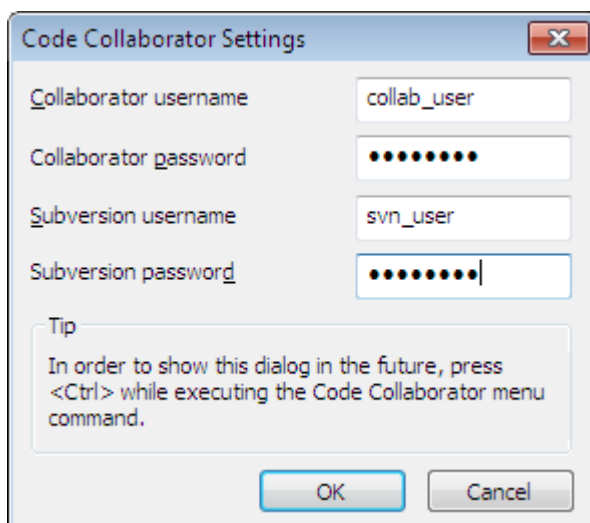 Code Collaborator Settings
Collaborator username
collab_user
Collaborator password
●●●●●●●●
Subversion username
svn_user
Subversion password
●●●●●●●●
Tip
In order to show this dialog in the future, press
<Ctrl> while executing the Code Collaborator menu
command.
OK
Cancel